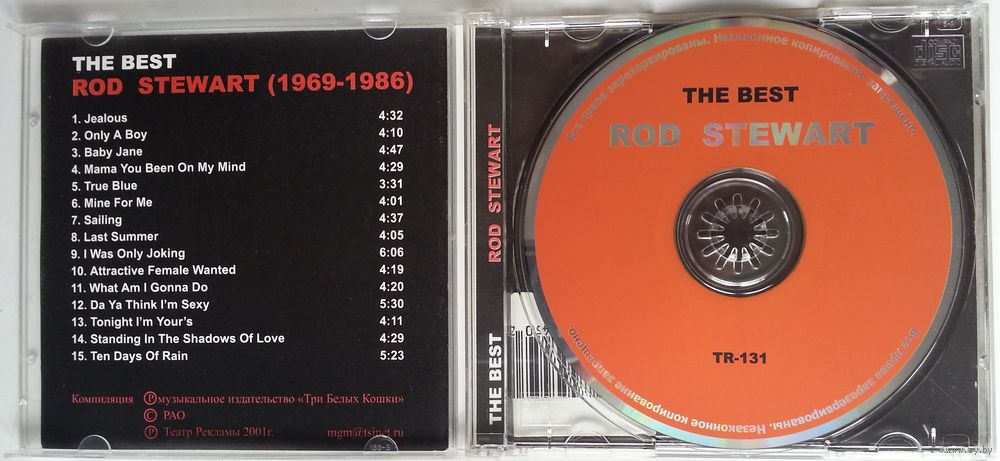 THE BEST
ROD STEWART (1969-1986)
1. Jealous 4:32
2. Only A Boy 4:10
3. Baby Jane 4:47
4. Mama You Been On My Mind 4:29
5. True Blue 3:31
6. Mine For Me 4:01
7. Sailing 4:37
8. Last Summer 4:05
9. I Was Only Joking 6:06
10. Attractive Female Wanted 4:19
11. What Am I Gonna Do 4:20
12. Da Ya Think I'm Sexy 5:30
13. Tonight I'm Your's 4:11
14. Standing In The Shadows Of Love 4:29
15. Ten Days Of Rain 5:23
Компиляция Ⓟмузыкальное издательство «Три Белых Кошки»
© РАО
Ⓟ Театр Рекламы 2001г. mgm@tsinet.ru
THE BEST ROD STEWART
Все права зарезервированы. Незаконное копирование запрещено.
THE BEST
ROD STEWART
TR-131
Все права зарезервированы. Незаконное копирование запрещено.
disc